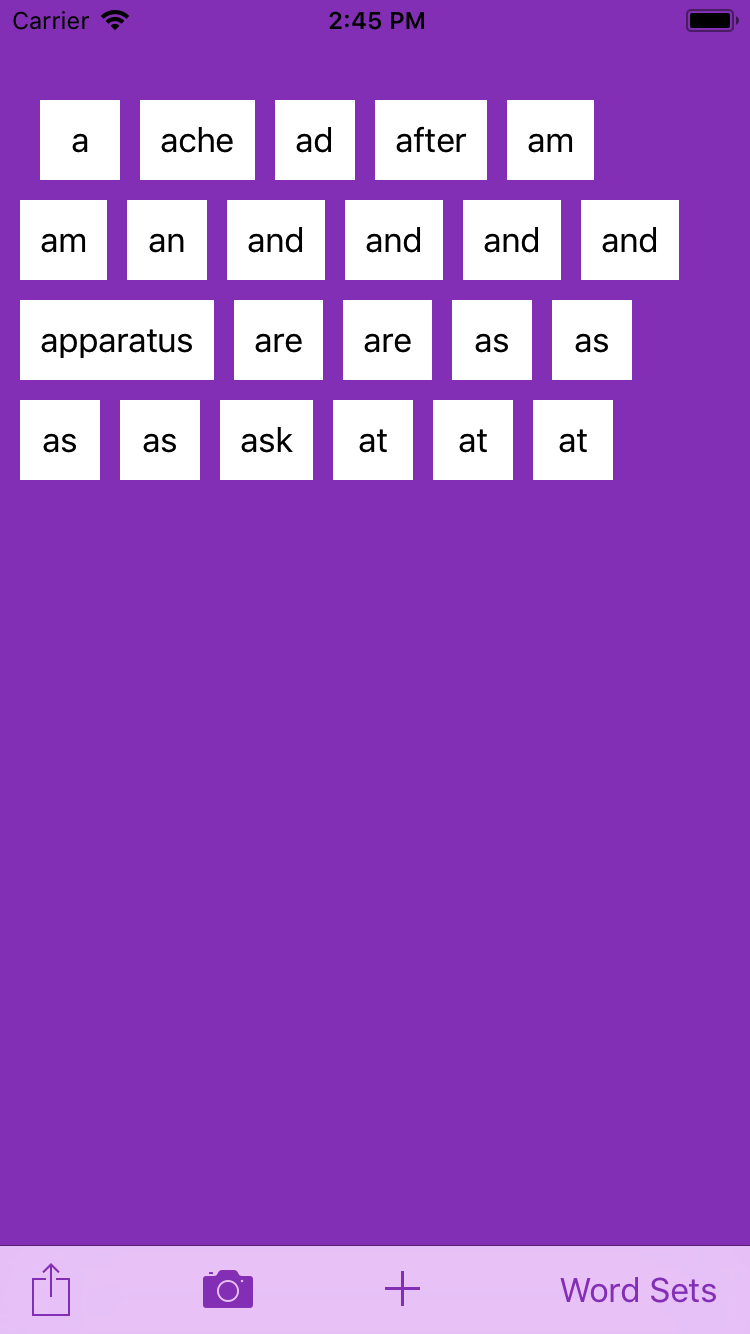 Carrier 2:45 PM
a ache ad after am
am an and and and and
apparatus are are as as
as as ask at at at
Word Sets